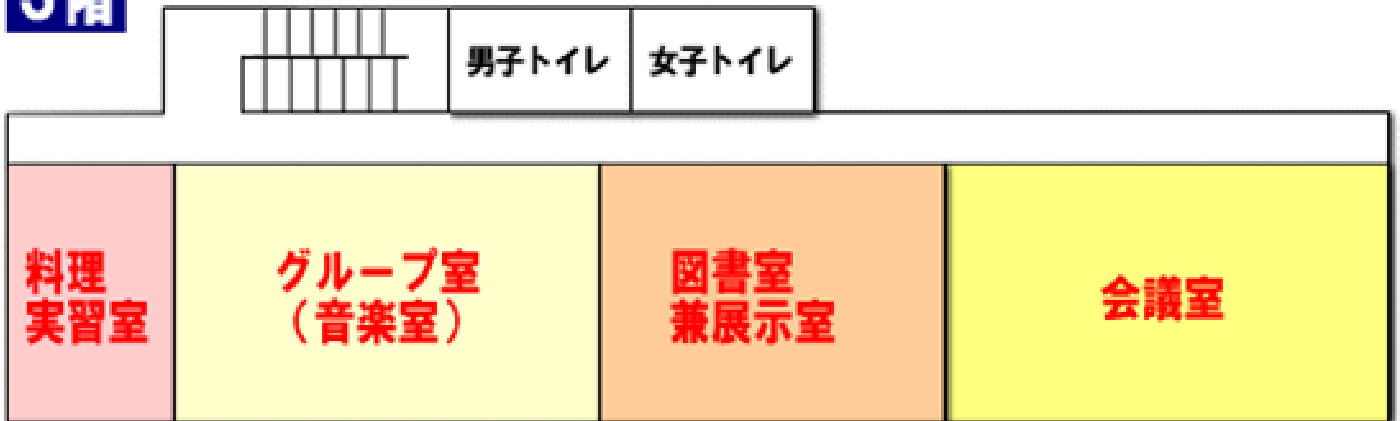 階
男子トイレ
女子トイレ
料理
実習室
グループ室
（音楽室）
図書室
兼展示室
会議室